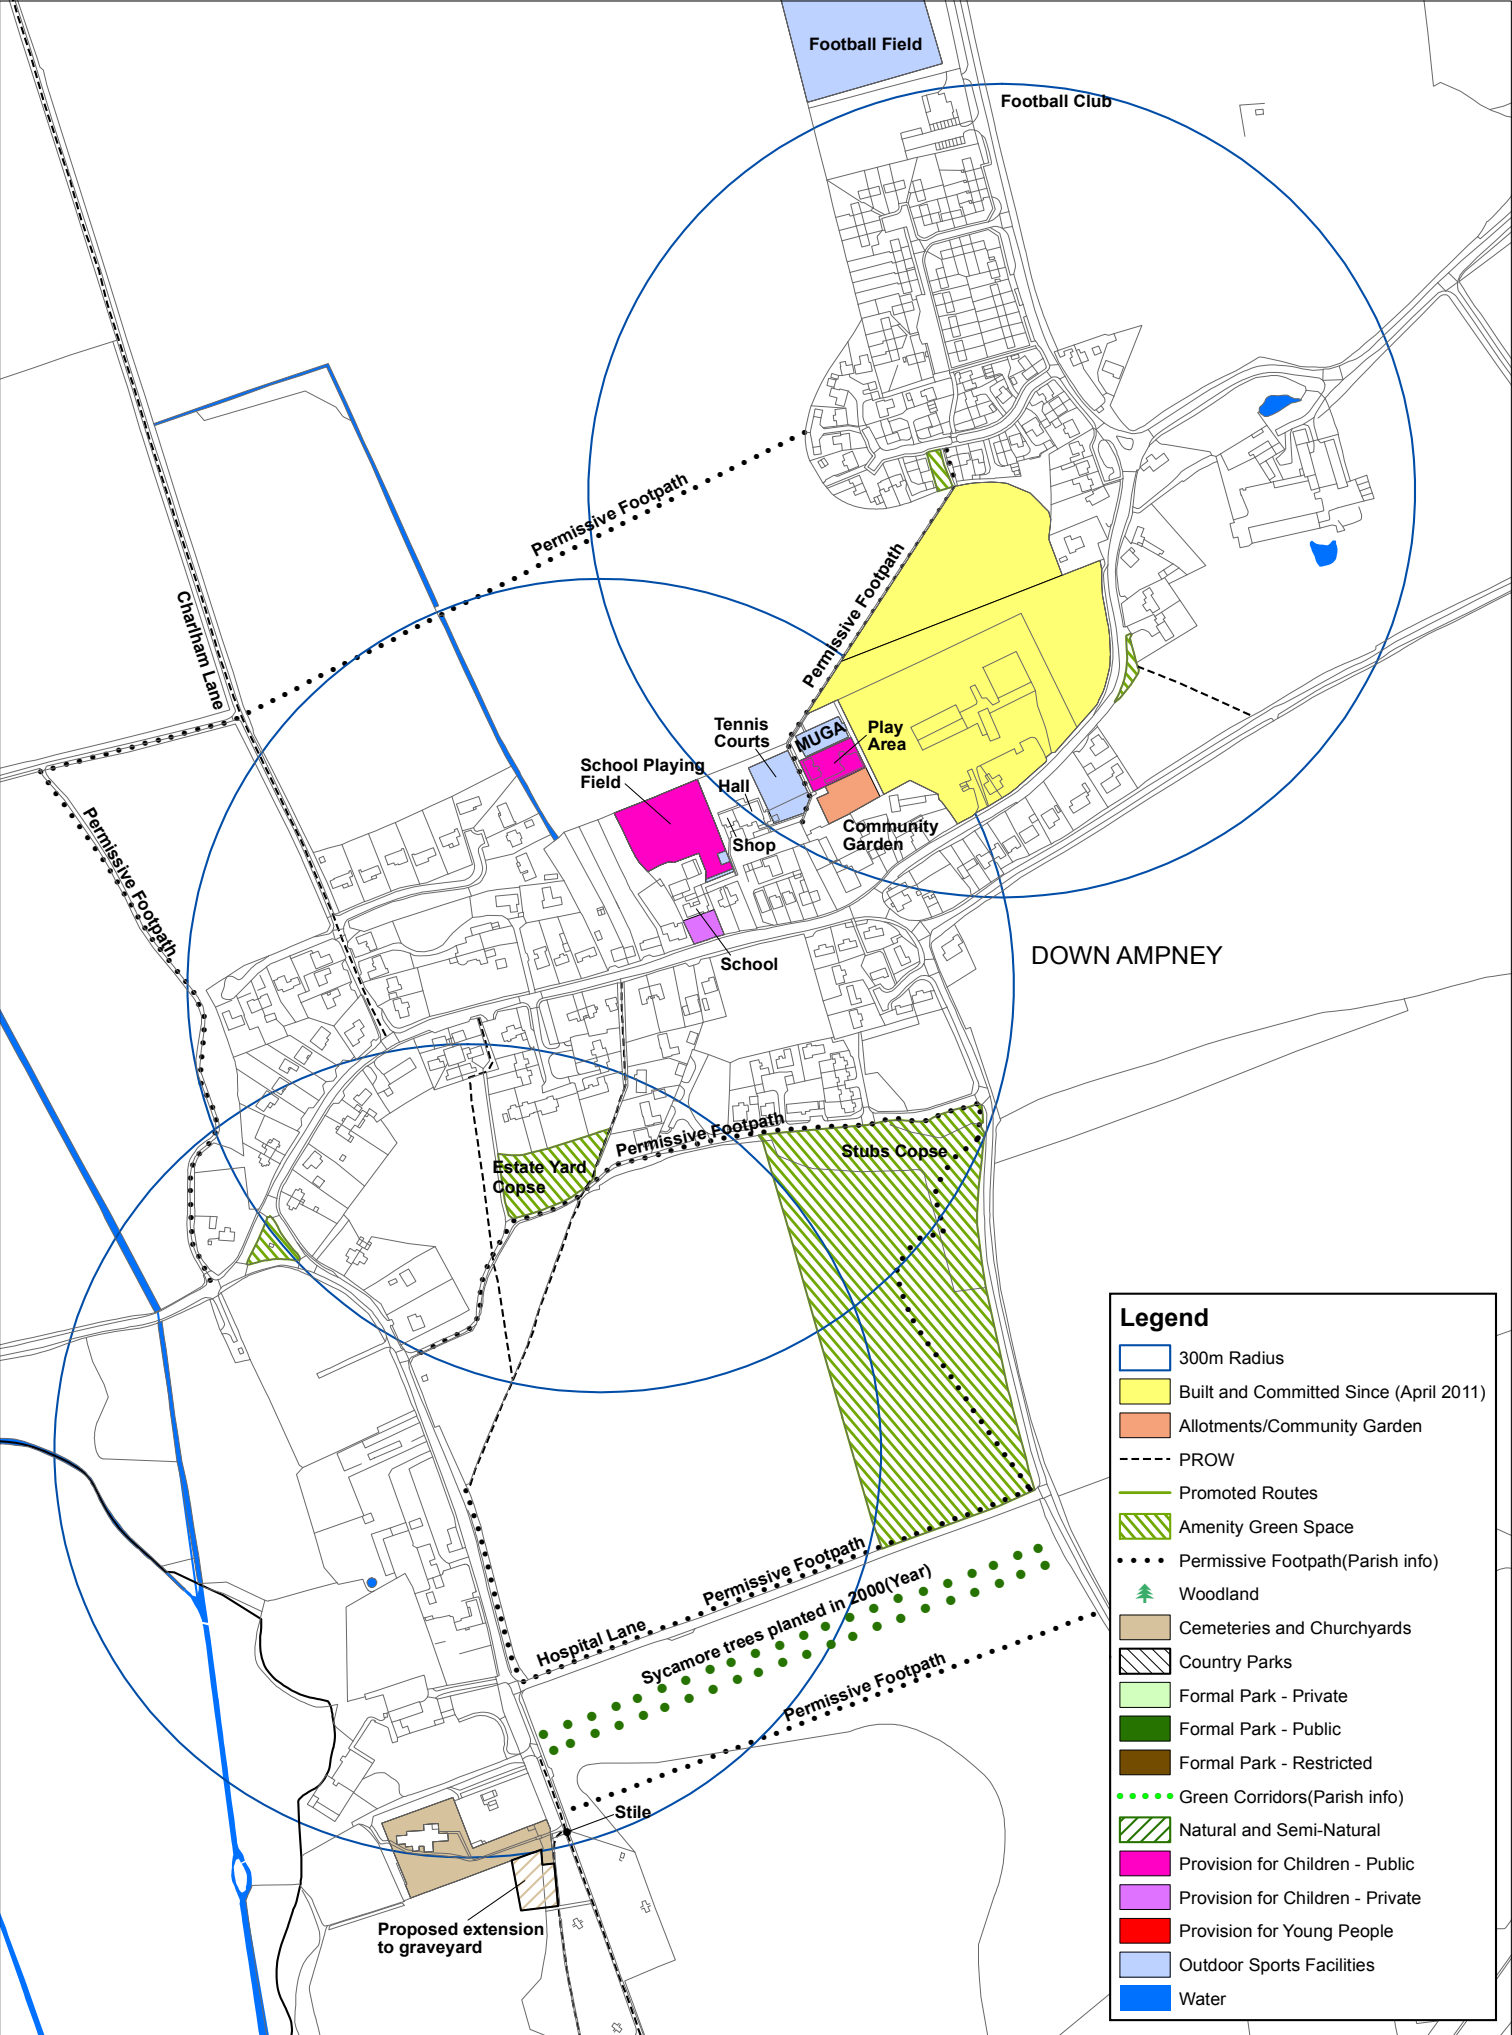 Football Field
Football Club
Permissive Footpath
Permissive Footpath
Charlham Lane
Tennis
Courts
MUGA
Play
Area
School Playing
Field
Hall
Shop
Community
Garden
Permissive Footpath
School
DOWN AMPNEY
Permissive Footpath
Stubs Copse
Estate Yard
Copse
Permissive Footpath
Hospital Lane
Sycamore trees planted in 2000(Year)
Permissive Footpath
Stile
Proposed extension
to graveyard
Legend
300m Radius
Built and Committed Since (April 2011)
Allotments/Community Garden
PROW
Promoted Routes
Amenity Green Space
Permissive Footpath(Parish info)
Woodland
Cemeteries and Churchyards
Country Parks
Formal Park - Private
Formal Park - Public
Formal Park - Restricted
Green Corridors(Parish info)
Natural and Semi-Natural
Provision for Children - Public
Provision for Children - Private
Provision for Young People
Outdoor Sports Facilities
Water